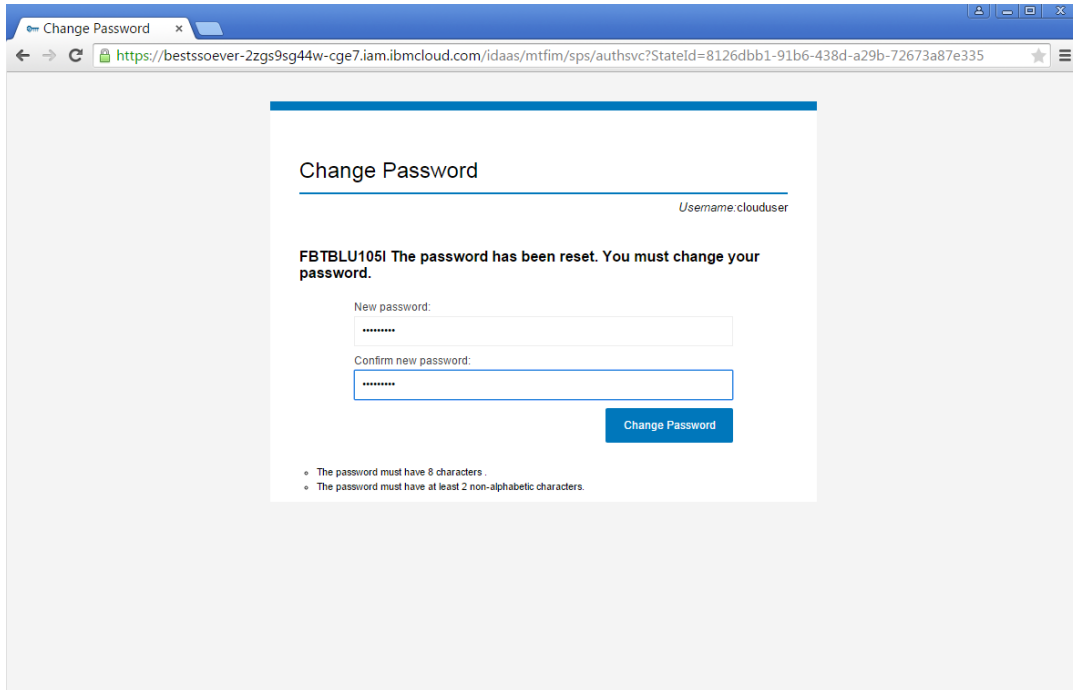 Change Password
https://bestssoever-2zgs9sg44w-cge7.iam.ibmcloud.com/idaas/mtfim/sps/authsvc?StateId=8126dbb1-91b6-438d-a29b-72673a87e335
Change Password
Username:clouduser
FBTBLU105I The password has been reset. You must change your
password.
New password:
•••••••••
Confirm new password:
•••••••••
Change Password
The password must have 8 characters .
The password must have at least 2 non-alphabetic characters.